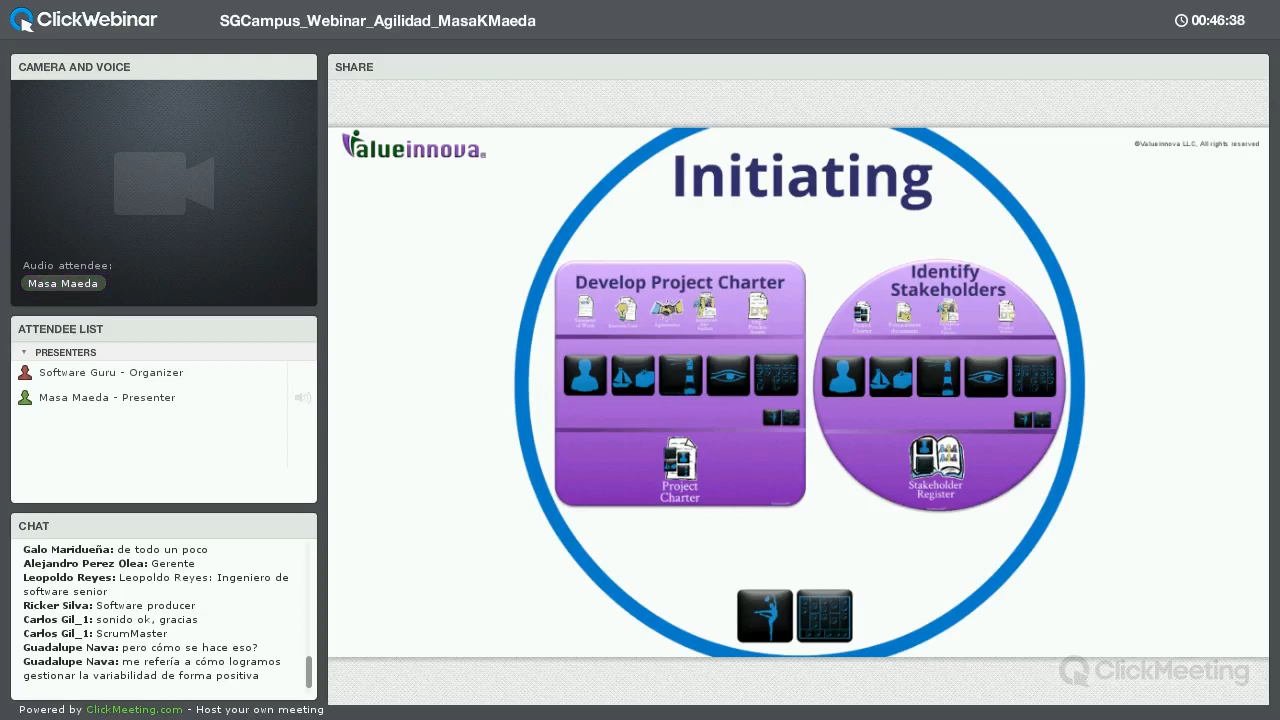 ClickWebinar
SGCampus_Webinar_Agilidad_MasaKMaeda
00:46:38
CAMERA AND VOICE
Audio attendee:
Masa Maeda
ATTENDEE LIST
PRESENTERS
Software Guru - Organizer
Masa Maeda - Presenter
CHAT
Galo Maridueña: de todo un poco
Alejandro Perez Olea: Gerente
Leopoldo Reyes: Leopoldo Reyes: Ingeniero de
software senior
Ricker Silva: Software producer
Carlos Gil_1: sonido ok, gracias
Carlos Gil_1: Scrum Master
Guadalupe Nava: pero cómo se hace eso?
Guadalupe Nava: me refería a cómo logramos
gestionar la variabilidad de forma positiva
Powered by ClickMeeting.com - Host your own meeting
SHARE
Valueinnova
©Valueinnova LLC, All rights reserved
Initiating
Develop Project Charter
Project
Charter
Identify
Stakeholders
Project
Charter
Stakeholder
Register
ClickMeeting